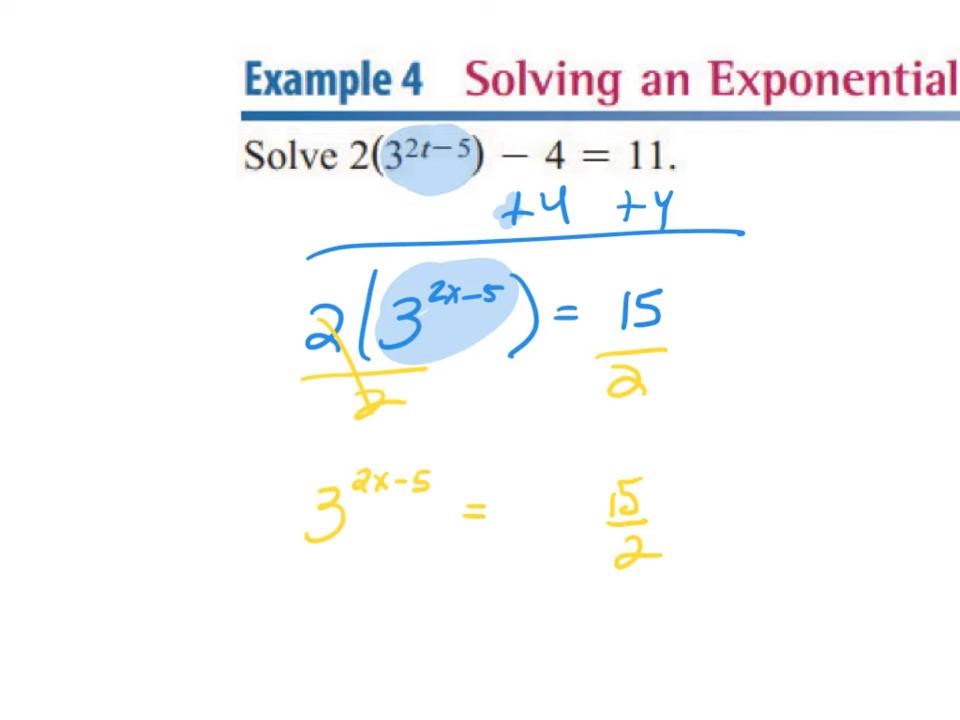 Example 4 Solving an Exponential
Solve 2(3^{2t-5}) - 4 = 11.
+4 +4
2(3^{2x-5}) = 15
2 2
3^{2x-5} = 15/2